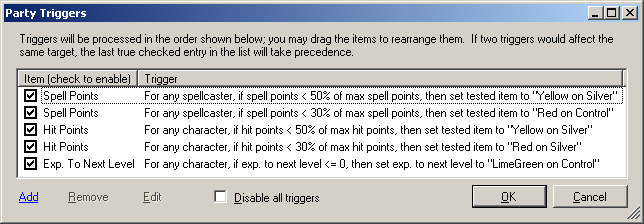 Party Triggers
Triggers will be processed in the order shown below; you may drag the items to rearrange them. If two triggers would affect the
same target, the last true checked entry in the list will take precedence.
Item (check to enable) Trigger
Spell Points For any spellcaster, if spell points < 50% of max spell points, then set tested item to "Yellow on Silver"
Spell Points For any spellcaster, if spell points < 30% of max spell points, then set tested item to "Red on Control"
Hit Points For any character, if hit points < 50% of max hit points, then set tested item to "Yellow on Silver"
Hit Points For any character, if hit points < 30% of max hit points, then set tested item to "Red on Silver"
Exp. To Next Level For any character, if exp. to next level <= 0, then set exp. to next level to "LimeGreen on Control"
Add Remove Edit Disable all triggers OK Cancel